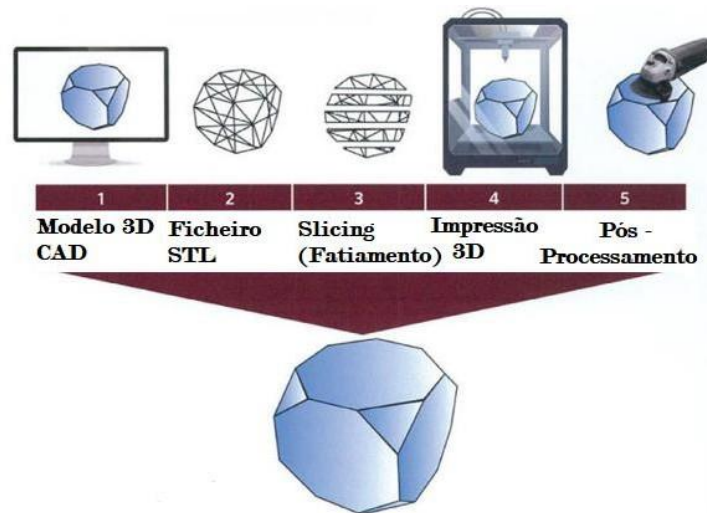 1 2 3 4 5
Modelo 3D CAD
Ficheiro STL
Slicing (Fatiamento)
Impressão 3D
Pós - Processamento